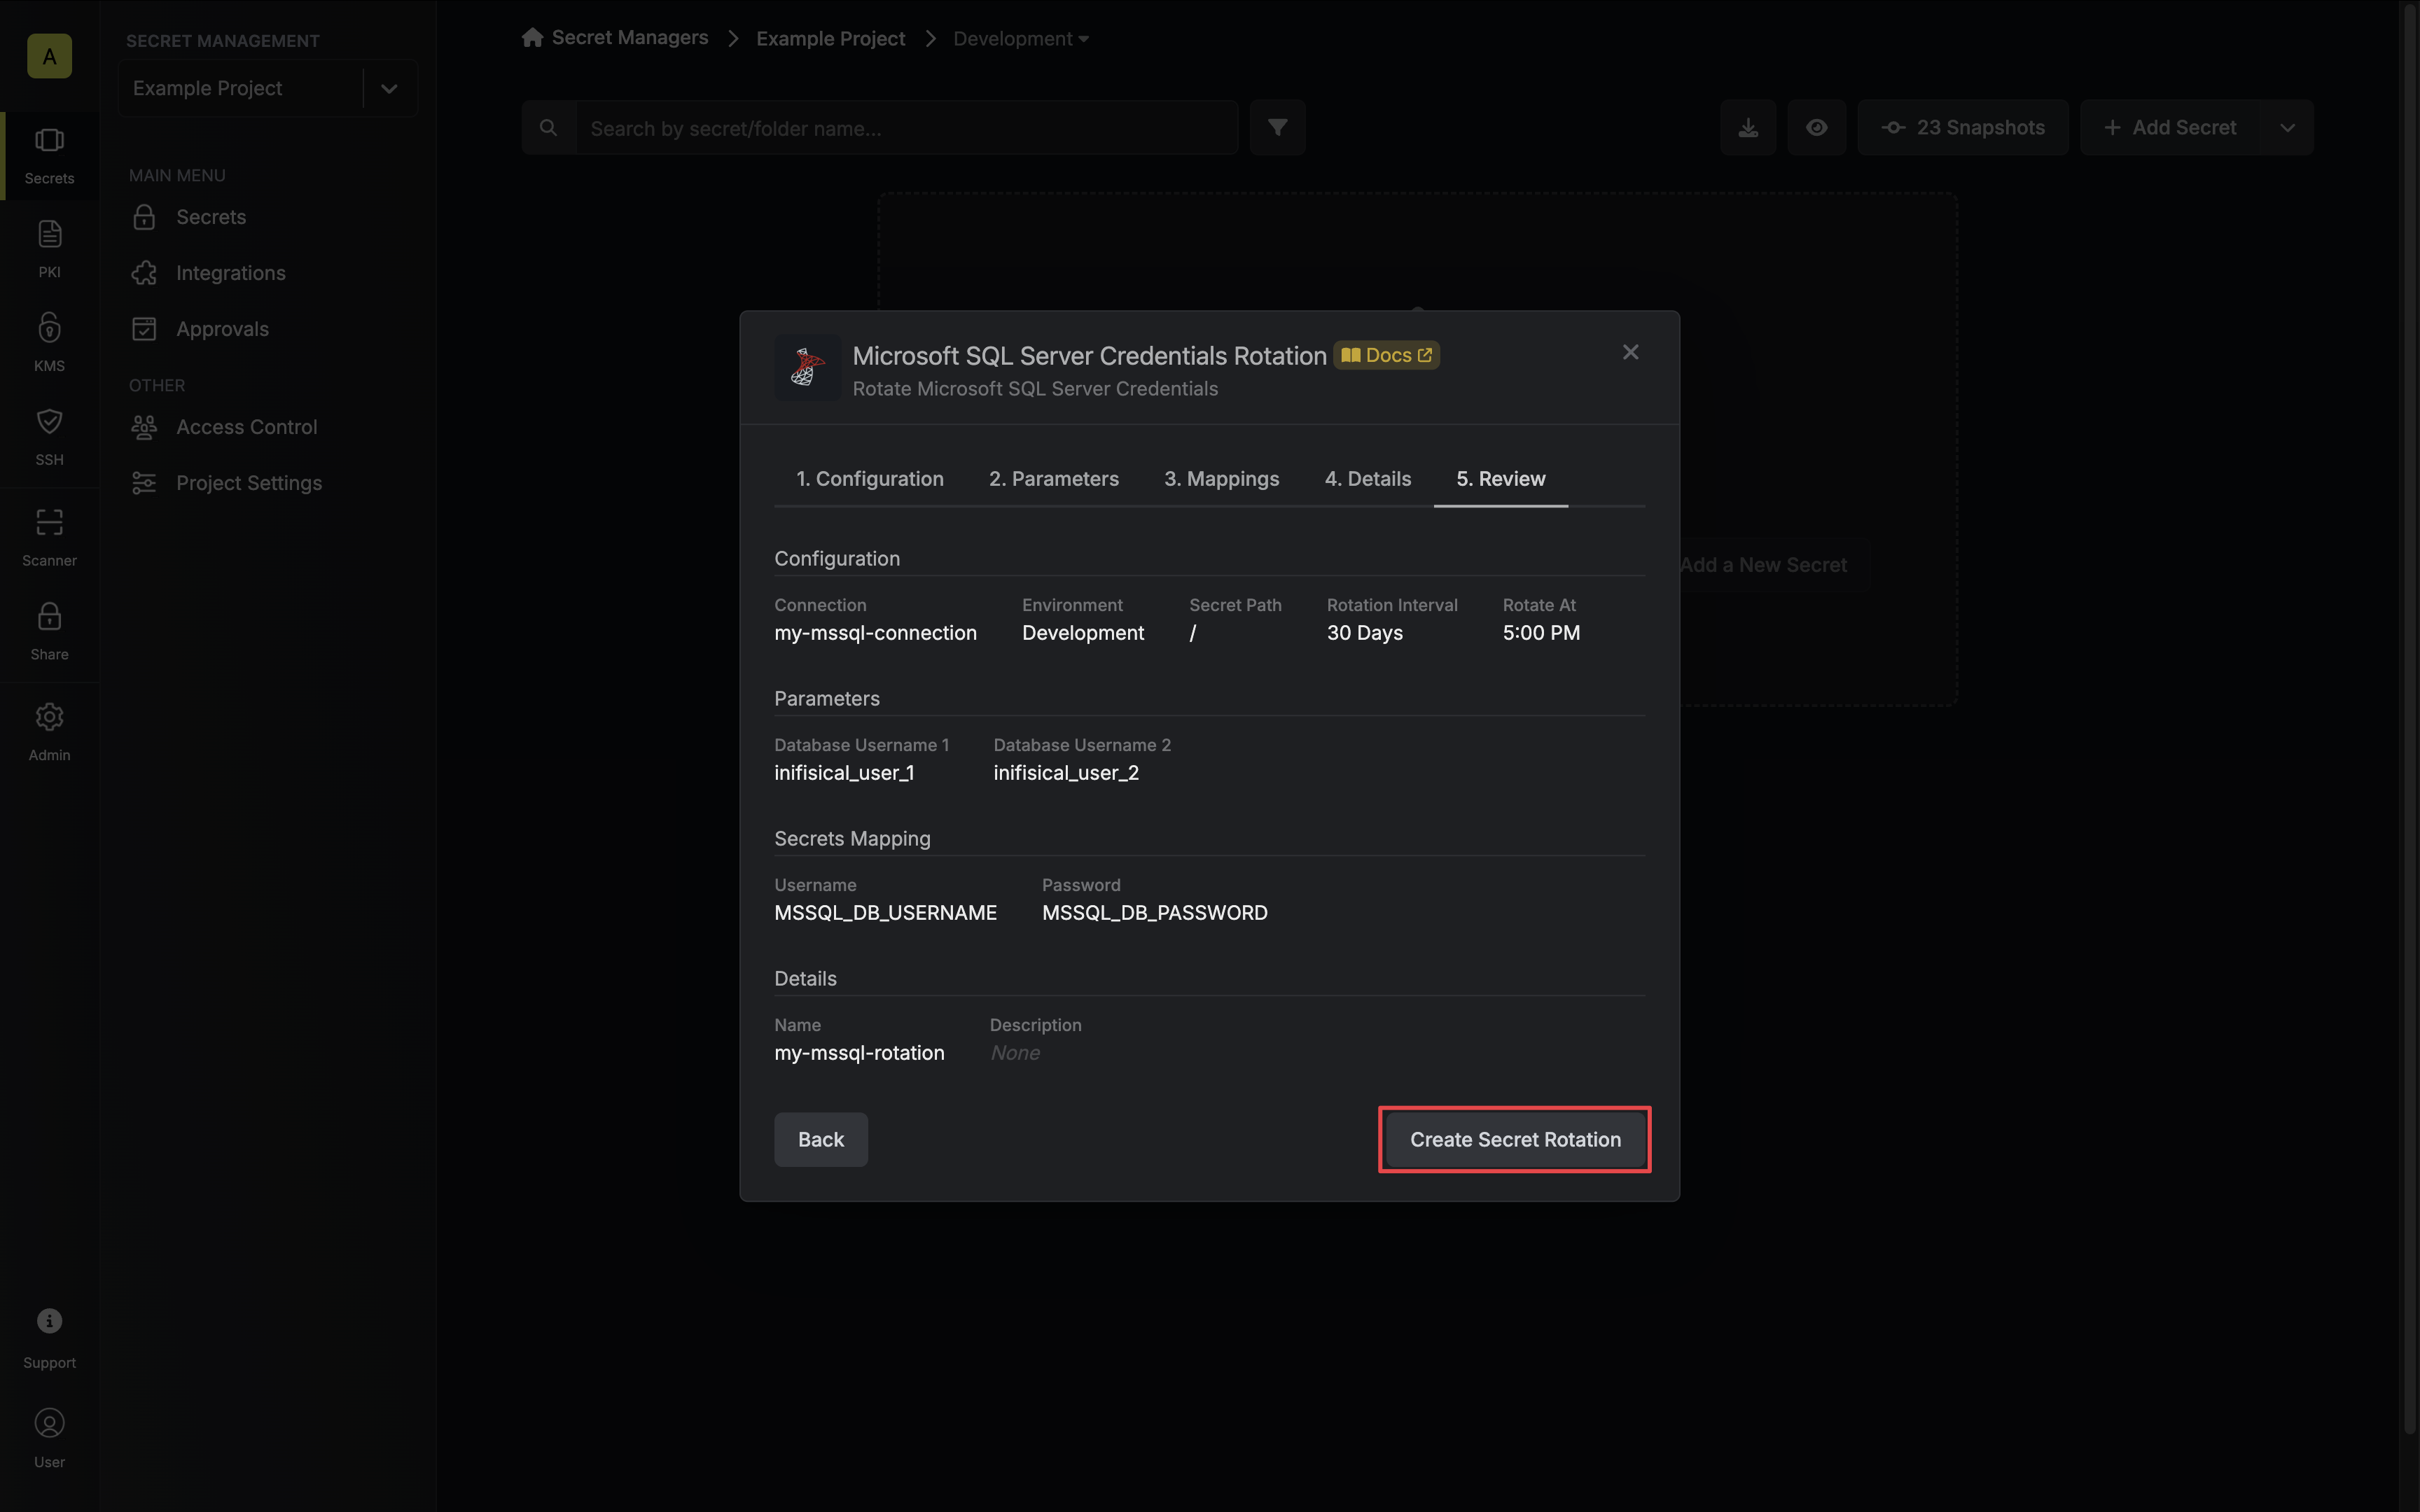 A
SECRET MANAGEMENT
Example Project
Secrets
PKI
KMS
SSH
Scanner
Share
Admin
Support
User
MAIN MENU
Secrets
Integrations
Approvals
OTHER
Access Control
Project Settings
Secret Managers
Example Project
Development
Search by secret/folder name...
23 Snapshots
Add Secret
Add a New Secret
Microsoft SQL Server Credentials Rotation
Docs
Rotate Microsoft SQL Server Credentials
1. Configuration 2. Parameters 3. Mappings 4. Details 5. Review
Configuration
Connection Environment Secret Path Rotation Interval Rotate At
my-mssql-connection Development / 30 Days 5:00 PM
Parameters
Database Username 1 Database Username 2
inifisical_user_1 inifisical_user_2
Secrets Mapping
Username Password
MSSQL_DB_USERNAME MSSQL_DB_PASSWORD
Details
Name Description
my-mssql-rotation None
Back
Create Secret Rotation